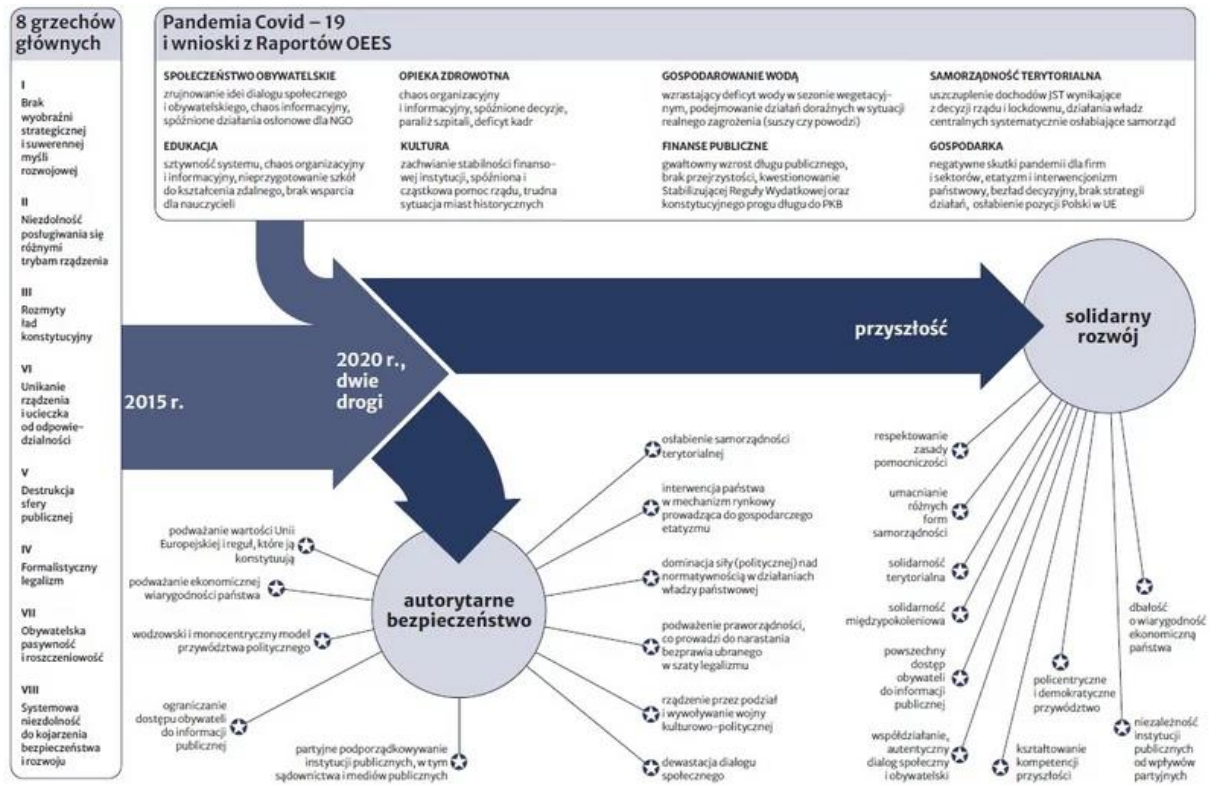 8 grzechów
głównych
I
Brak
wyobraźni
strategicznej
i suwerennej
myśli
rozwojowej
II
Niezdolność
posługiwania się
różnymi
trybam rządzenia
III
Rozmyty
ład
konstytucyjny
VI
Unikanie
rządzenia
i ucieczka
od odpowie-
dzialności
V
Destrukcja
sfery
publicznej
IV
Formalistyczny
legalizm
VII
Obywatelska
pasywność
i roszczeniowość
VIII
Systemowa
niezdolność
do kojarzenia
bezpieczeństwa
i rozwoju
Pandemia Covid – 19
i wnioski z Raportów OEES
SPOŁECZEŃSTWO OBYWATELSKIE
zrujnowanie idei dialogu społecznego
i obywatelskiego, chaos informacyjny,
spóźnione działania osłonowe dla NGO
OPIEKA ZDROWOTNA
chaos organizacyjny
i informacyjny, spóźnione decyzje,
paraliż szpitali, deficyt kadr
GOSPODAROWANIE WODĄ
wzrastający deficyt wody w sezonie wegetacyj-
nym, podejmowanie działań doraźnych w sytuacji
realnego zagrożenia (suszy czy powodzi)
SAMORZĄDNOŚĆ TERYTORIALNA
uszczuplenie dochodów JST wynikające
z decyzji rządu i lockdownu, działania władz
centralnych systematycznie osłabiające samorząd
EDUKACJA
sztywność systemu, chaos organizacyjny
i informacyjny, nieprzygotowanie szkół
do kształcenia zdalnego, brak wsparcia
dla nauczycieli
KULTURA
zachwianie stabilności finanso-
wej instytucji, spóźniona i
cząstkowa pomoc rządu, trudna
sytuacja miast historycznych
FINANSE PUBLICZNE
gwałtowny wzrost długu publicznego,
brak przejrzystości, kwestionowanie
Stabilizującej Reguły Wydatkowej oraz
konstytucyjnego progu długu do PKB
GOSPODARKA
negatywne skutki pandemii dla firm
i sektorów, etatyzm i interwencjonizm
państwowy, bezład decyzyjny, brak strategii
działań, osłabienie pozycji Polski w UE
2015 r.
2020 r.,
dwie
drogi
przyszłość
solidarny
rozwój
autorytarne
bezpieczeństwo
podważanie wartości Unii
Europejskiej i reguł, które ją
konstytuują
podważanie ekonomicznej
wiarygodności państwa
wodzowski i monocentryczny model
przywództwa politycznego
ograniczanie
dostępu obywateli
do informacji
publicznej
partyjne podporządkowywanie
instytucji publicznych, w tym
sądownictwa i mediów publicznych
osłabienie samorządności
terytorialnej
interwencja państwa
w mechanizm rynkowy
prowadząca do gospodarczego
etatyzmu
dominacja siły (politycznej) nad
normatywnością w działaniach
władzy państwowej
podważenie praworządności,
co prowadzi do narastania
bezprawia ubranego
w szaty legalizmu
rządzenie przez podział
i wywoływanie wojny
kulturowo-politycznej
dewastacja dialogu
społecznego
respektowanie
zasady
pomocniczości
umacnianie
różnych
form
samorządności
solidarność
terytorialna
solidarność
międzypokoleniowa
powszechny
dostęp
obywateli
do informacji
publicznej
współdziałanie,
autentyczny
dialog społeczny
i obywatelski
kształtowanie
kompetencji
przyszłości
policentryczne
i demokratyczne
przywództwo
niezależność
instytucji
publicznych
od wpływów
partyjnych
dbałość
o wiarygodność
ekonomiczną
państwa